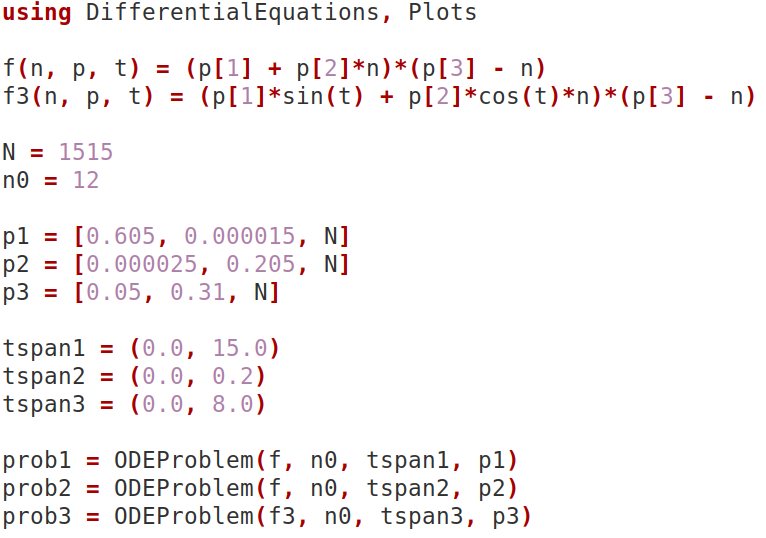 using DifferentialEquations, Plots
f(n, p, t) = (p[1] + p[2]*n)*(p[3] - n)
f3(n, p, t) = (p[1]*sin(t) + p[2]*cos(t)*n)*(p[3] - n)
N = 1515
n0 = 12
p1 = [0.605, 0.000015, N]
p2 = [0.000025, 0.205, N]
p3 = [0.05, 0.31, N]
tspan1 = (0.0, 15.0)
tspan2 = (0.0, 0.2)
tspan3 = (0.0, 8.0)
prob1 = ODEProblem(f, n0, tspan1, p1)
prob2 = ODEProblem(f, n0, tspan2, p2)
prob3 = ODEProblem(f3, n0, tspan3, p3)